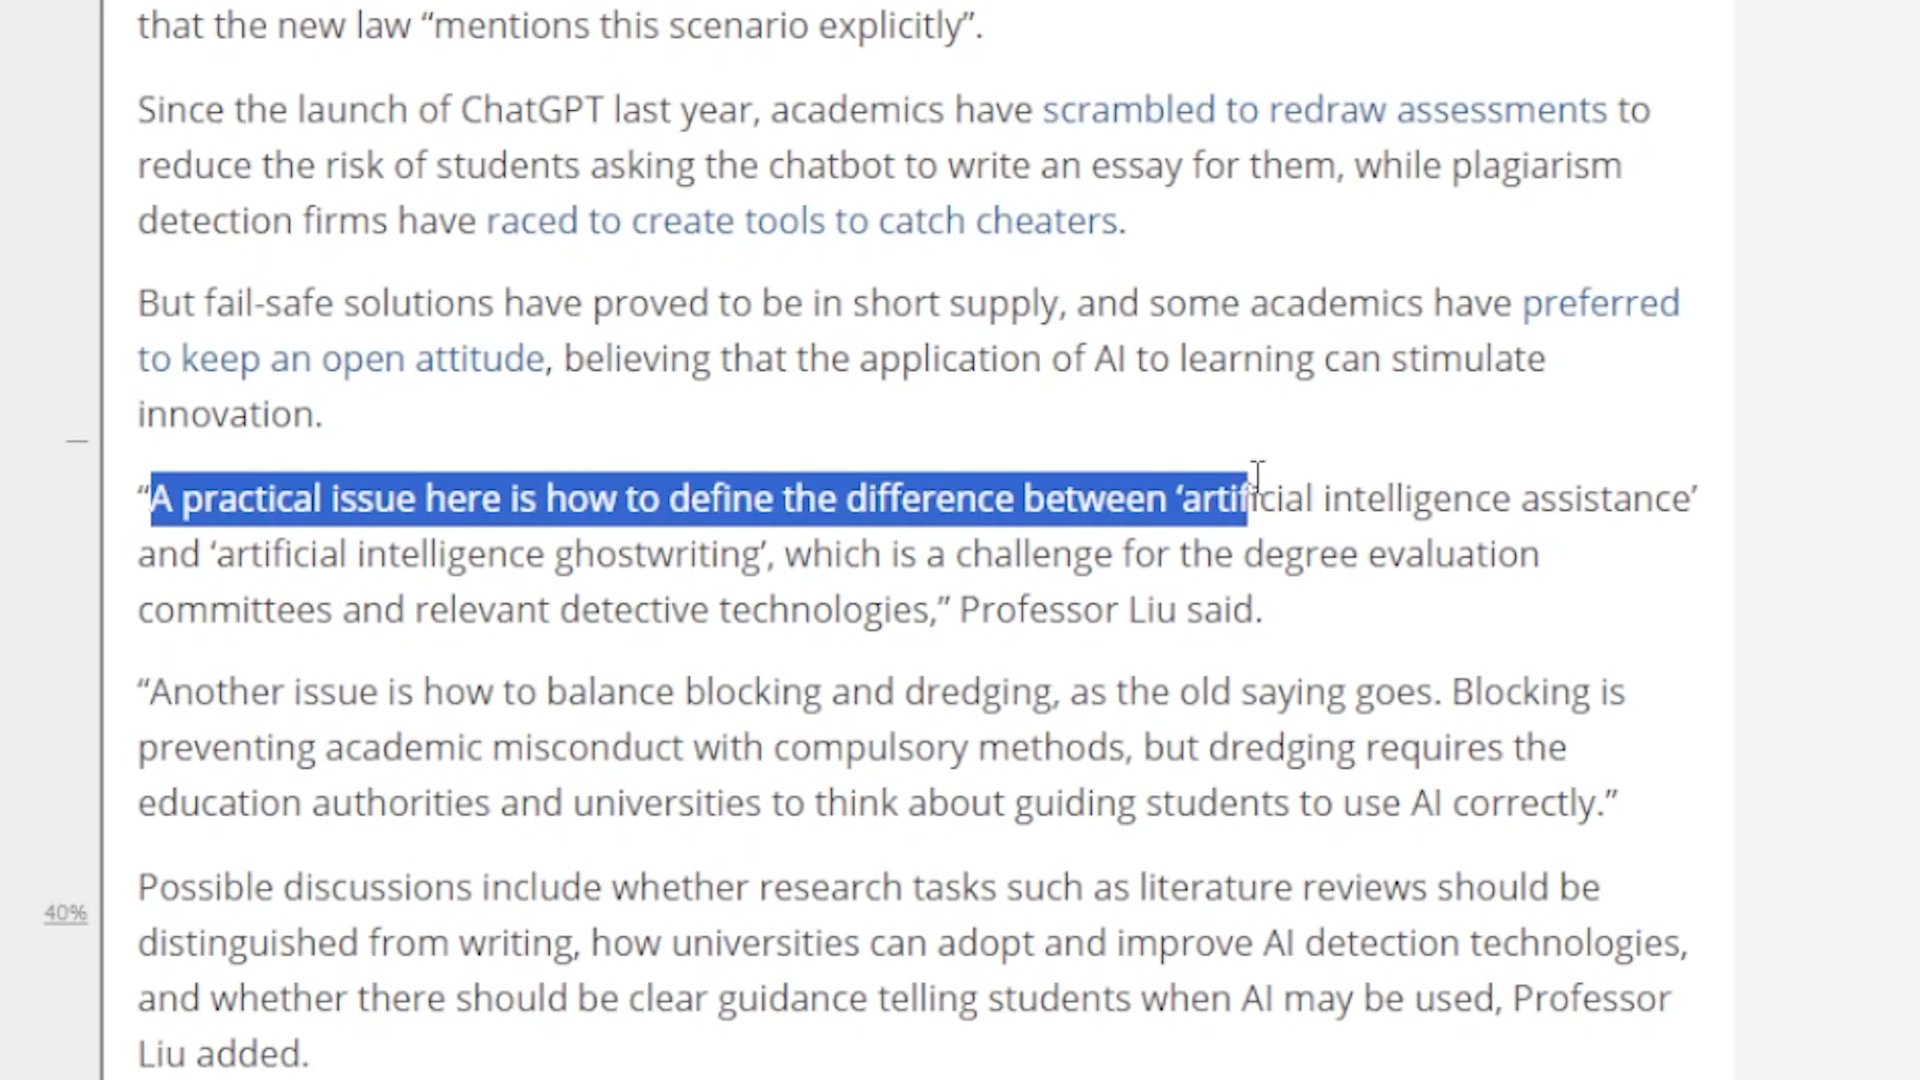 that the new law “mentions this scenario explicitly”.
Since the launch of ChatGPT last year, academics have scrambled to redraw assessments to
reduce the risk of students asking the chatbot to write an essay for them, while plagiarism
detection firms have raced to create tools to catch cheaters.
But fail-safe solutions have proved to be in short supply, and some academics have preferred
to keep an open attitude, believing that the application of AI to learning can stimulate
innovation.
“A practical issue here is how to define the difference between ‘artificial intelligence assistance’
and ‘artificial intelligence ghostwriting’, which is a challenge for the degree evaluation
committees and relevant detective technologies,” Professor Liu said.
“Another issue is how to balance blocking and dredging, as the old saying goes. Blocking is
preventing academic misconduct with compulsory methods, but dredging requires the
education authorities and universities to think about guiding students to use AI correctly.”
40%
Possible discussions include whether research tasks such as literature reviews should be
distinguished from writing, how universities can adopt and improve AI detection technologies,
and whether there should be clear guidance telling students when AI may be used, Professor
Liu added.